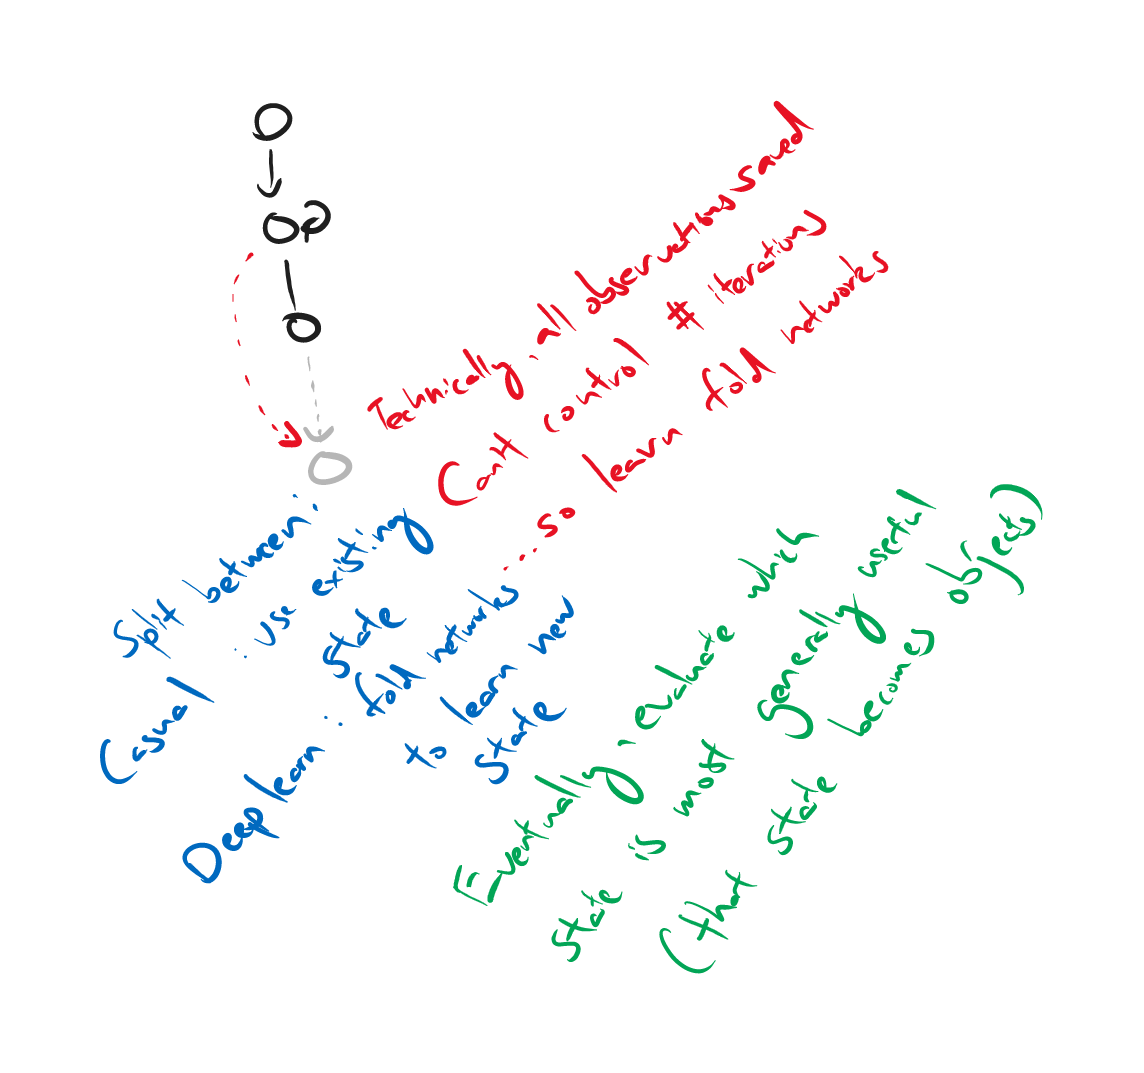 Technically, all observations saved
Can't control # iterations
... so learn fold networks
Split between:
Casual : use existing
state
Deep learn : fold networks
to learn new
state
Eventually, evaluate which
state is most generally useful
(that state becomes objects)